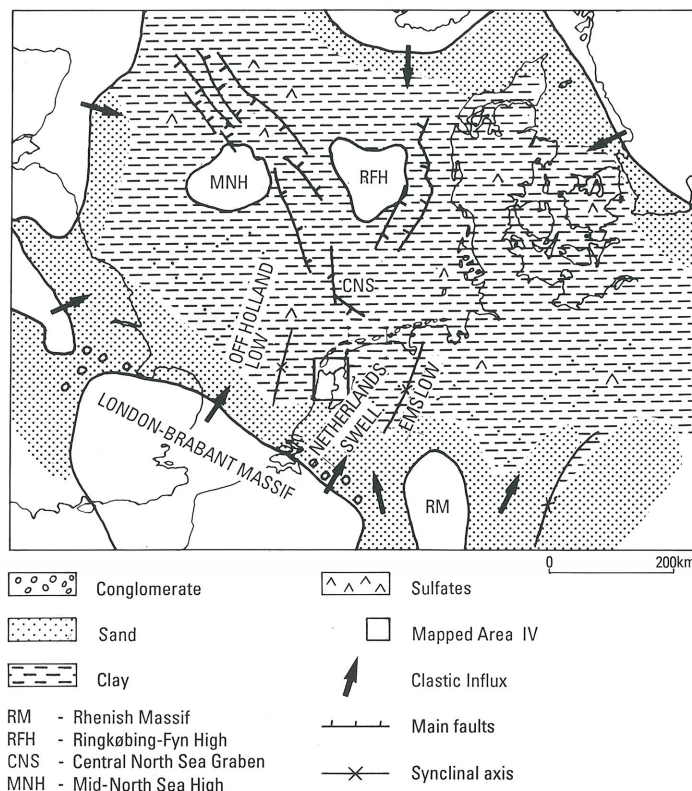 MNH
RFH
CNS
OFF HOLLAND
LOW
NETHERLANDS
SWELL
EMS LOW
LONDON-BRABANT MASSIF
RM
0 200km
Conglomerate
Sand
Clay
RM - Rhenish Massif
RFH - Ringkøbing-Fyn High
CNS - Central North Sea Graben
MNH - Mid-North Sea High
Sulfates
Mapped Area IV
Clastic Influx
Main faults
Synclinal axis